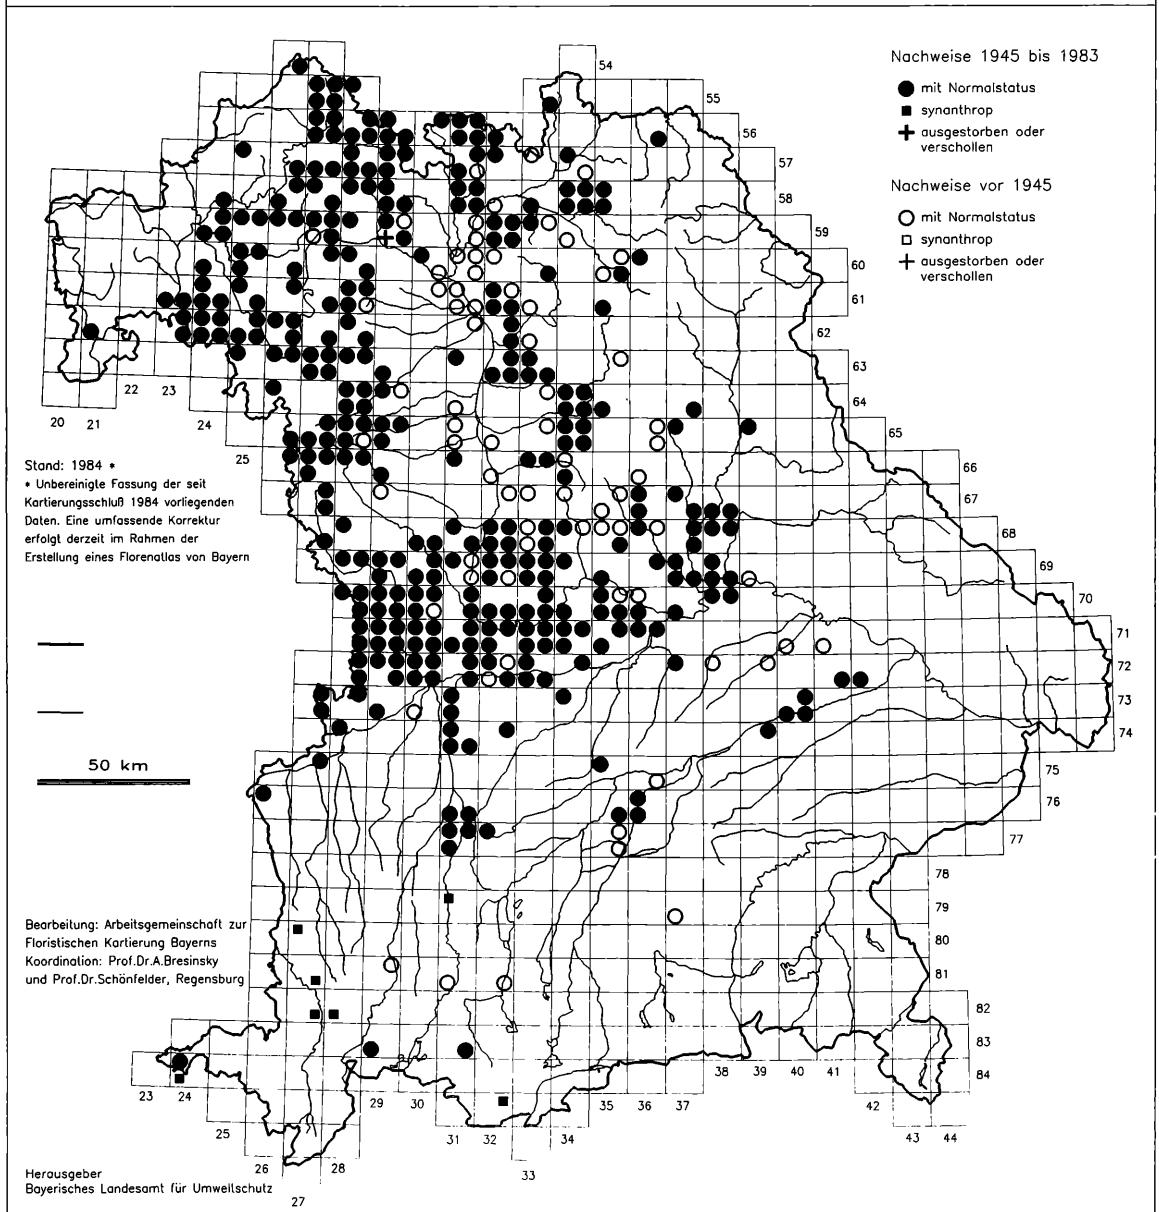 Nachweise 1945 bis 1983
mit Normalstatus
synanthrop
ausgestorben oder
verschollen
Nachweise vor 1945
mit Normalstatus
synanthrop
ausgestorben oder
verschollen
54
55
56
57
58
59
60
61
62
63
64
65
66
67
68
69
70
71
72
73
74
75
76
77
78
79
80
81
82
83
84
20
21
22
23
24
25
Stand: 1984 *
* Unbereinigte Fassung der seit
Kartierungsschluß 1984 vorliegenden
Daten. Eine umfassende Korrektur
erfolgt derzeit im Rahmen der
Erstellung eines Florenatlas von Bayern
50 km
Bearbeitung: Arbeitsgemeinschaft zur
Floristischen Kartierung Bayerns
Koordination: Prof.Dr.A.Bresinsky
und Prof.Dr.Schönfelder, Regensburg
23
24
25
26
27
28
29
30
31
32
33
34
35
36
37
38
39
40
41
42
43
44
Herausgeber
Bayerisches Landesamt für Umweltschutz